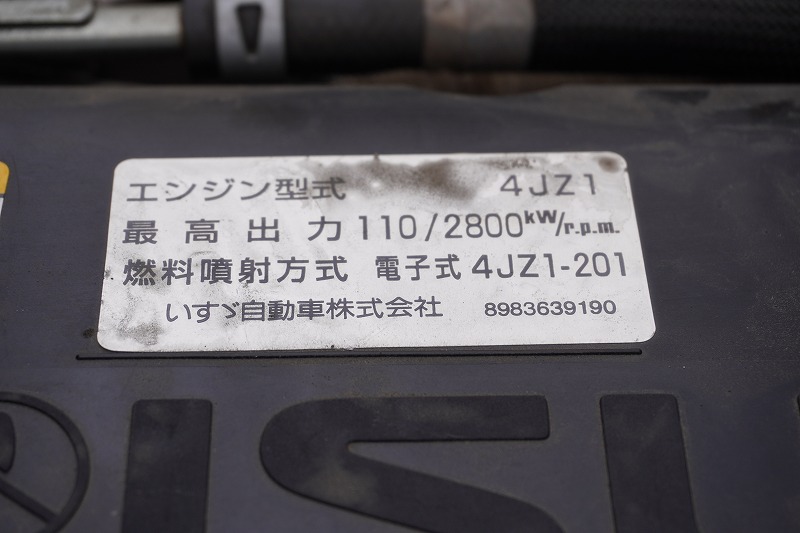 エンジン型式 4JZ1
最高出力 110/2800kW/r.p.m.
燃料噴射方式 電子式 4JZ1-201
いすゞ自動車株式会社 8983639190